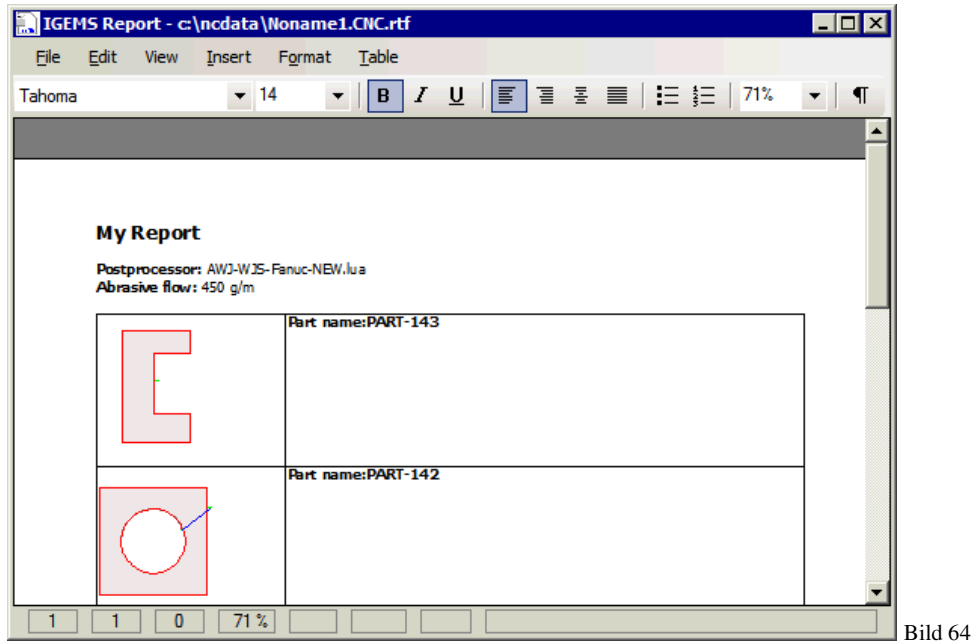 IGEMS Report - c:\ncdata\Noname1.CNC.rtf
File Edit View Insert Format Table
Tahoma 14 B I U 71% ¶
My Report
Postprocessor: AWJ-WJS-Fanuc-NEW.lua
Abrasive flow: 450 g/m
Part name:PART-143
Part name:PART-142
1 1 0 71 %
Bild 64